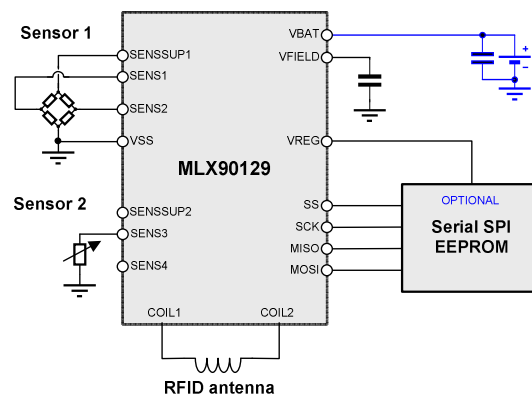 Sensor 1
SENSSUP1
SENS1
SENS2
VSS
Sensor 2
SENSSUP2
SENS3
SENS4
MLX90129
VBAT
VFIELD
VREG
SS
SCK
MISO
MOSI
COIL1
COIL2
RFID antenna
OPTIONAL
Serial SPI
EEPROM
+
−